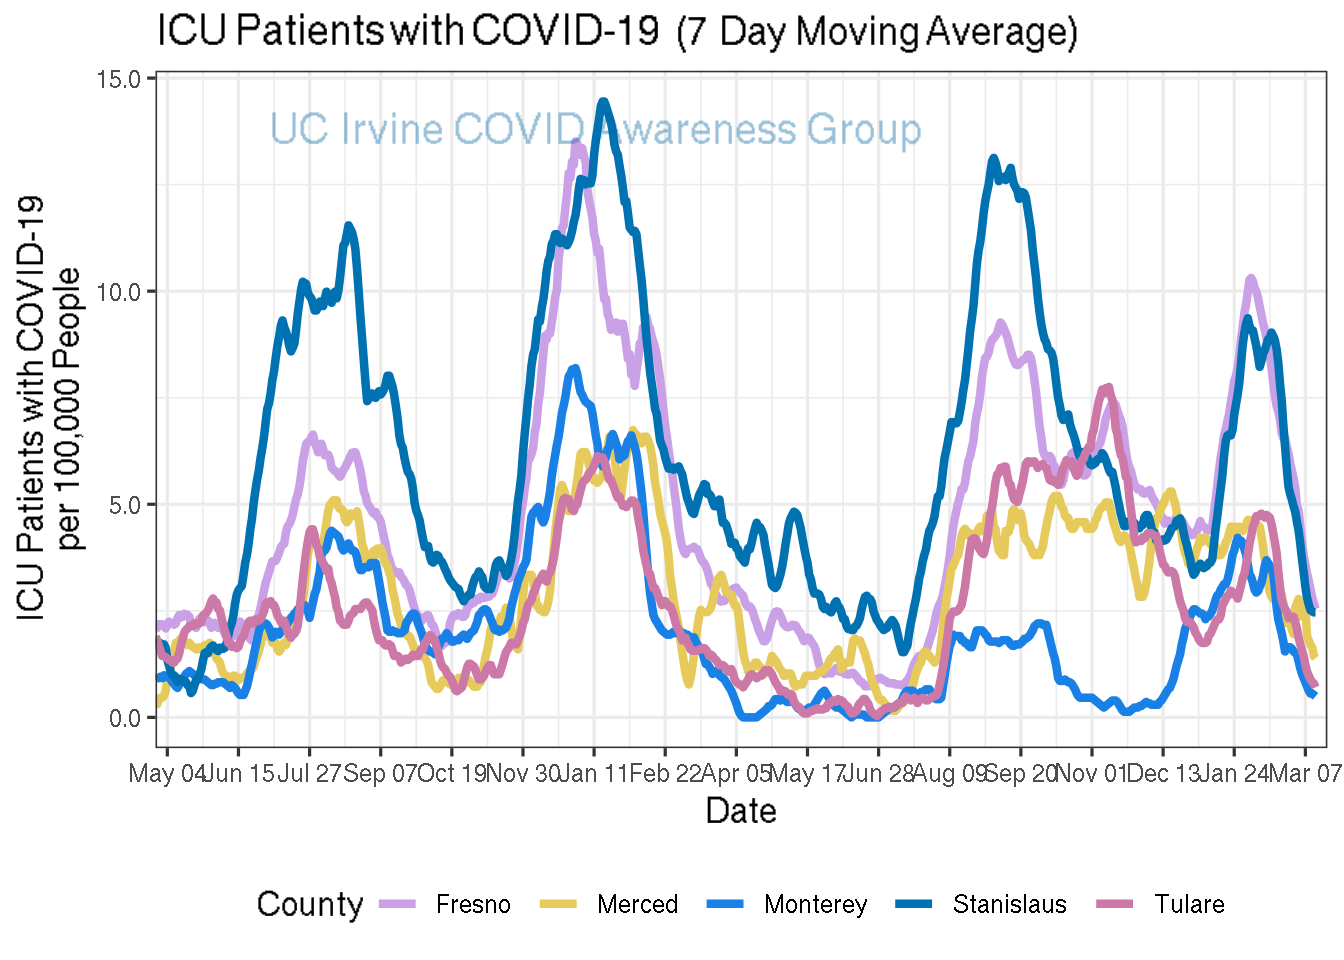 ICU Patients with COVID-19 (7 Day Moving Average)
UC Irvine COVID Awareness Group
ICU Patients with COVID-19
per 100,000 People
15.0
10.0
5.0
0.0
May 04 Jun 15 Jul 27 Sep 07 Oct 19 Nov 30 Jan 11 Feb 22 Apr 05 May 17 Jun 28 Aug 09 Sep 20 Nov 01 Dec 13 Jan 24 Mar 07
Date
County Fresno Merced Monterey Stanislaus Tulare